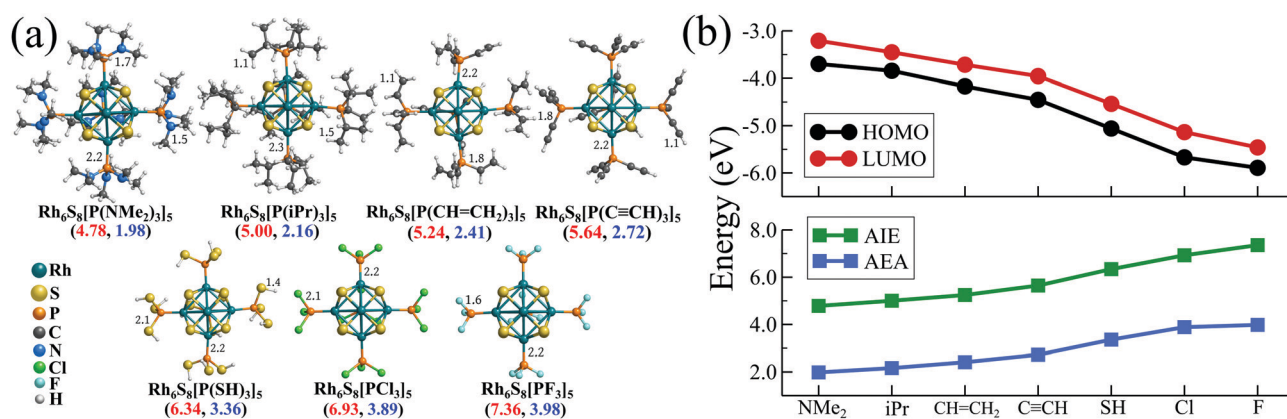 (a)
1.7
1.5
2.2
Rh₆S₈[P(NMe₂)₃]₅
(4.78, 1.98)
1.1
1.5
2.3
Rh₆S₈[P(iPr)₃]₅
(5.00, 2.16)
2.2
1.1
1.8
Rh₆S₈[P(CH=CH₂)₃]₅
(5.24, 2.41)
1.8
1.1
2.2
Rh₆S₈[P(C≡CH)₃]₅
(5.64, 2.72)
Rh
S
P
C
N
Cl
F
H
1.4
2.1
2.2
Rh₆S₈[P(SH)₃]₅
(6.34, 3.36)
2.2
2.1
Rh₆S₈[PCl₃]₅
(6.93, 3.89)
1.6
2.2
Rh₆S₈[PF₃]₅
(7.36, 3.98)
(b)
Energy (eV)
-3.0
-4.0
-5.0
-6.0
HOMO
LUMO
8.0
6.0
4.0
2.0
AIE
AEA
NMe₂ iPr CH=CH₂ C≡CH SH Cl F